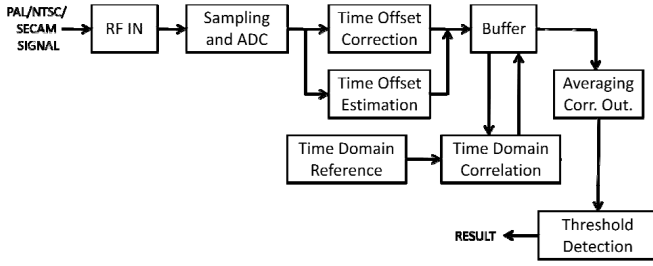 PAL/NTSC/
SECAM
SIGNAL
RF IN
Sampling
and ADC
Time Offset
Correction
Buffer
Time Offset
Estimation
Averaging
Corr. Out.
Time Domain
Reference
Time Domain
Correlation
Threshold
Detection
RESULT